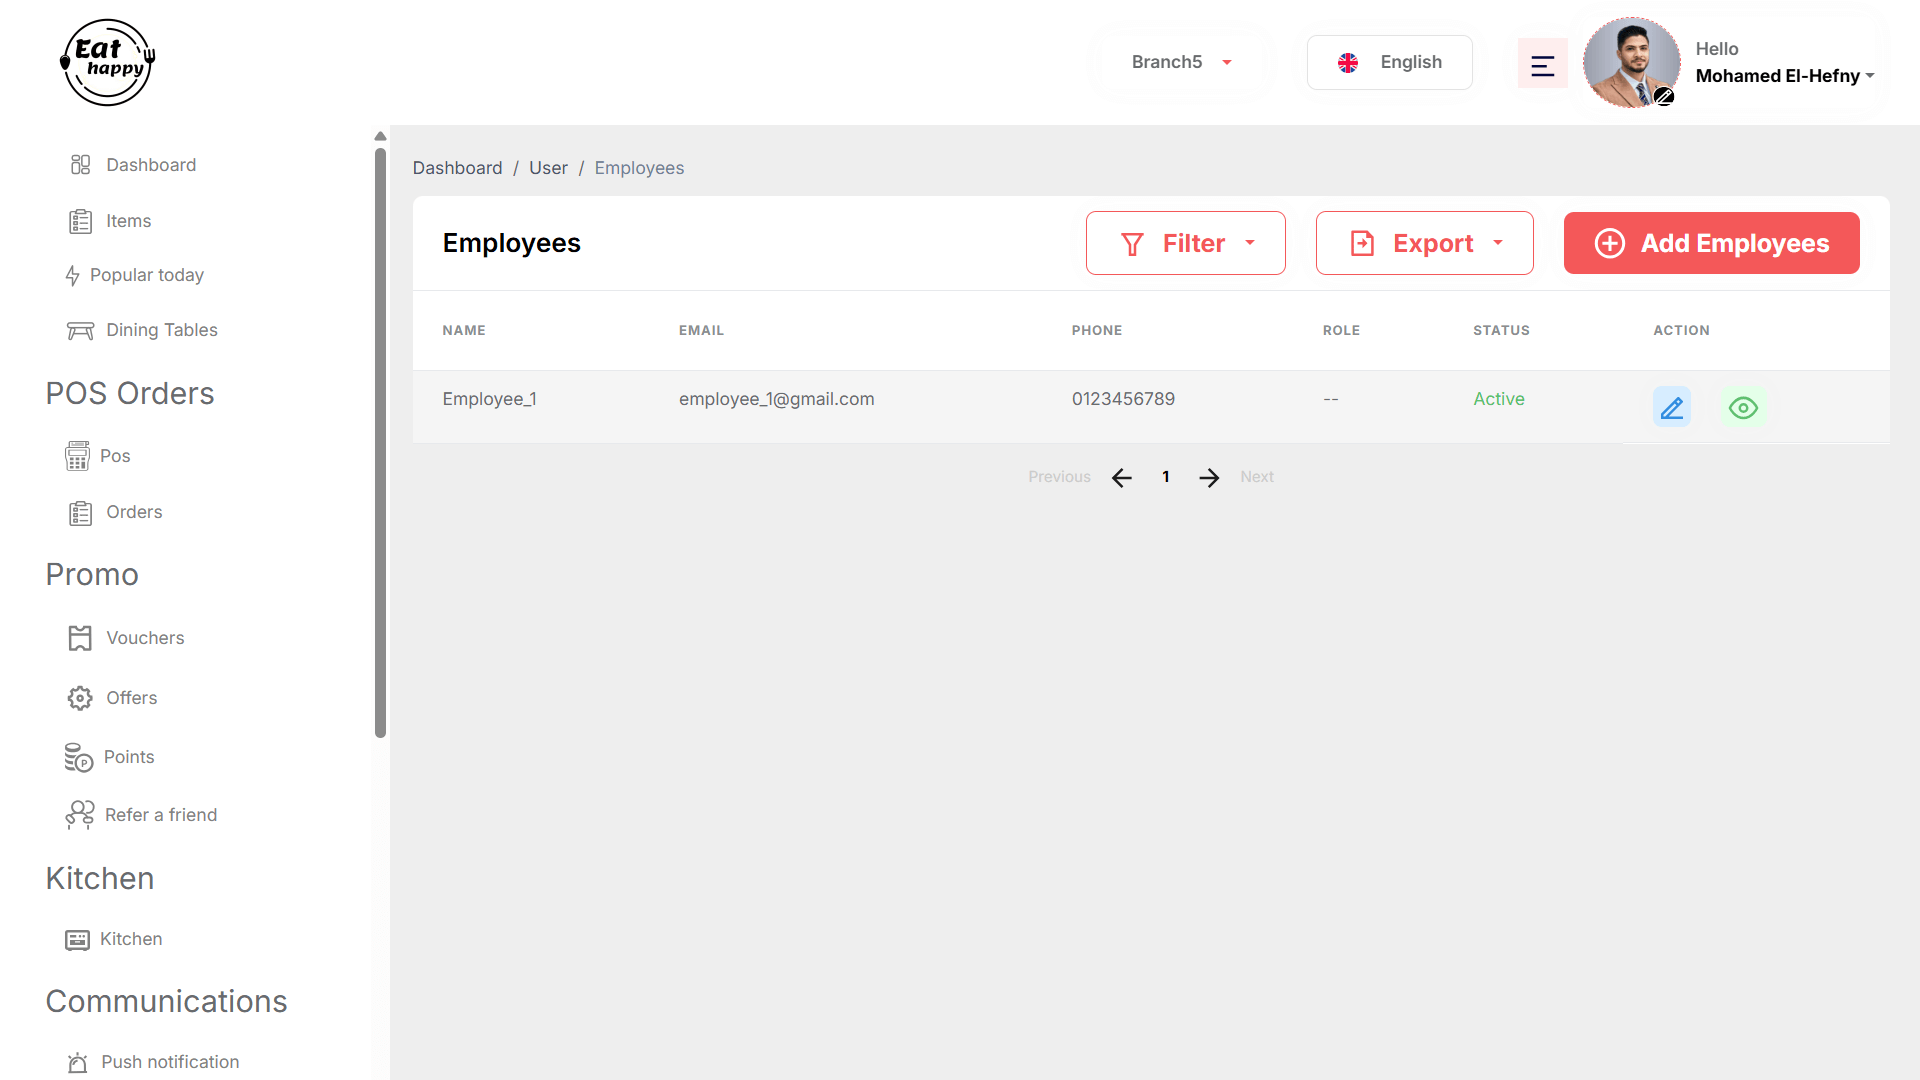 Eat
happy
Branch5
English
Hello
Mohamed El-Hefny
Dashboard
Items
Popular today
Dining Tables
POS Orders
Pos
Orders
Promo
Vouchers
Offers
Points
Refer a friend
Kitchen
Kitchen
Communications
Push notification
Dashboard / User / Employees
Employees
Filter
Export
Add Employees
NAME EMAIL PHONE ROLE STATUS ACTION
Employee_1 employee_1@gmail.com 0123456789 -- Active
Previous 1 Next